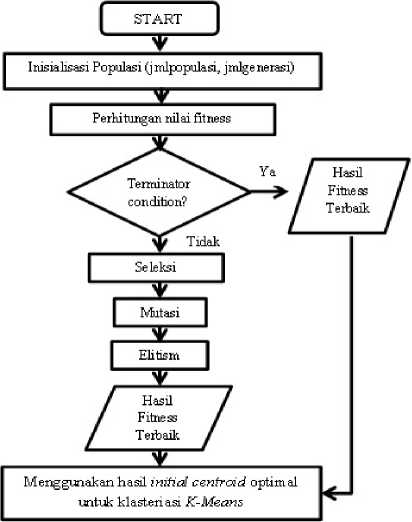 START
Inisialisasi Populasi (jmlpopulasi, jmlgenerasi)
Perhitungan nilai fitness
Terminator
condition?
Ya
Hasil
Fitness
Terbaik
Tidak
Seleksi
Mutasi
Elitism
Hasil
Fitness
Terbaik
Menggunakan hasil initial centroid optimal
untuk klasteriasi K-Means